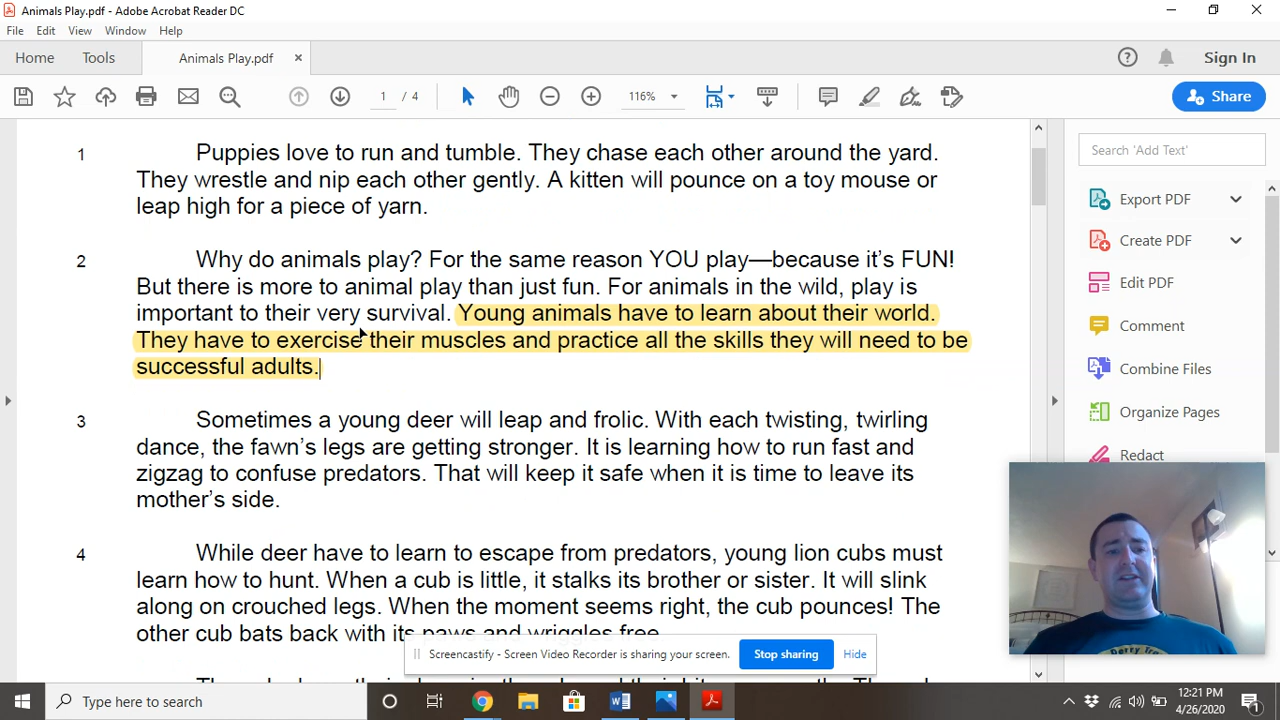 Animals Play.pdf - Adobe Acrobat Reader DC
File Edit View Window Help
Home Tools Animals Play.pdf × Sign In
1 / 4 116% Share
1 Puppies love to run and tumble. They chase each other around the yard.
They wrestle and nip each other gently. A kitten will pounce on a toy mouse or
leap high for a piece of yarn.
2 Why do animals play? For the same reason YOU play—because it's FUN!
But there is more to animal play than just fun. For animals in the wild, play is
important to their very survival. Young animals have to learn about their world.
They have to exercise their muscles and practice all the skills they will need to be
successful adults.
3 Sometimes a young deer will leap and frolic. With each twisting, twirling
dance, the fawn's legs are getting stronger. It is learning how to run fast and
zigzag to confuse predators. That will keep it safe when it is time to leave its
mother's side.
4 While deer have to learn to escape from predators, young lion cubs must
learn how to hunt. When a cub is little, it stalks its brother or sister. It will slink
along on crouched legs. When the moment seems right, the cub pounces! The
other cub bats back with its paws and wriggles free.
Search 'Add Text'
Export PDF
Create PDF
Edit PDF
Comment
Combine Files
Organize Pages
Redact
Screencastify - Screen Video Recorder is sharing your screen. Stop sharing Hide
Type here to search
12:21 PM
4/26/2020